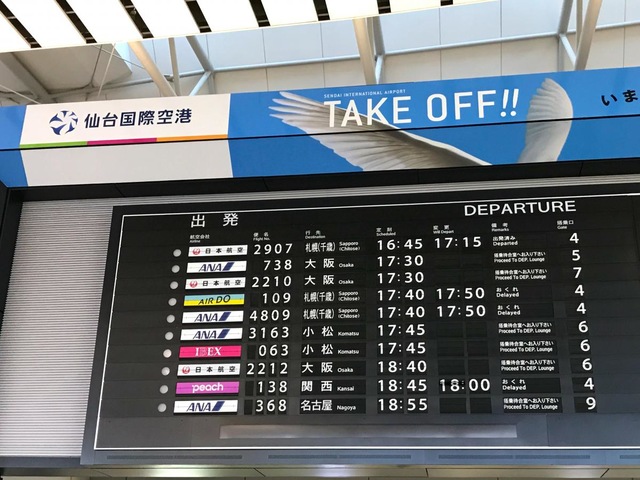 SENDAI INTERNATIONAL AIRPORT
仙台国際空港 TAKE OFF!! いま
出発 DEPARTURE
航空会社 Airline 便名 Flight No. 行先 Destination 定刻 Scheduled 変更 Will Depart 備考 Remarks 搭乗口 Gate
日本航空 2907 札幌(千歳) Sapporo (Chitose) 16:45 17:15 出発済み Departed 4
ANA 738 大阪 Osaka 17:30 搭乗待合室へお入り下さい Proceed To DEP. Lounge 5
日本航空 2210 大阪 Osaka 17:30 搭乗待合室へお入り下さい Proceed To DEP. Lounge 7
AIR DO 109 札幌(千歳) Sapporo (Chitose) 17:40 17:50 おくれ Delayed 4
ANA 4809 札幌(千歳) Sapporo (Chitose) 17:40 17:50 おくれ Delayed 4
ANA 3163 小松 Komatsu 17:45 搭乗待合室へお入り下さい Proceed To DEP. Lounge 6
IBEX 063 小松 Komatsu 17:45 搭乗待合室へお入り下さい Proceed To DEP. Lounge 6
日本航空 2212 大阪 Osaka 18:40 搭乗待合室へお入り下さい Proceed To DEP. Lounge 6
peach 138 関西 Kansai 18:45 18:00 おくれ Delayed 4
ANA 368 名古屋 Nagoya 18:55 搭乗待合室へお入り下さい Proceed To DEP. Lounge 9